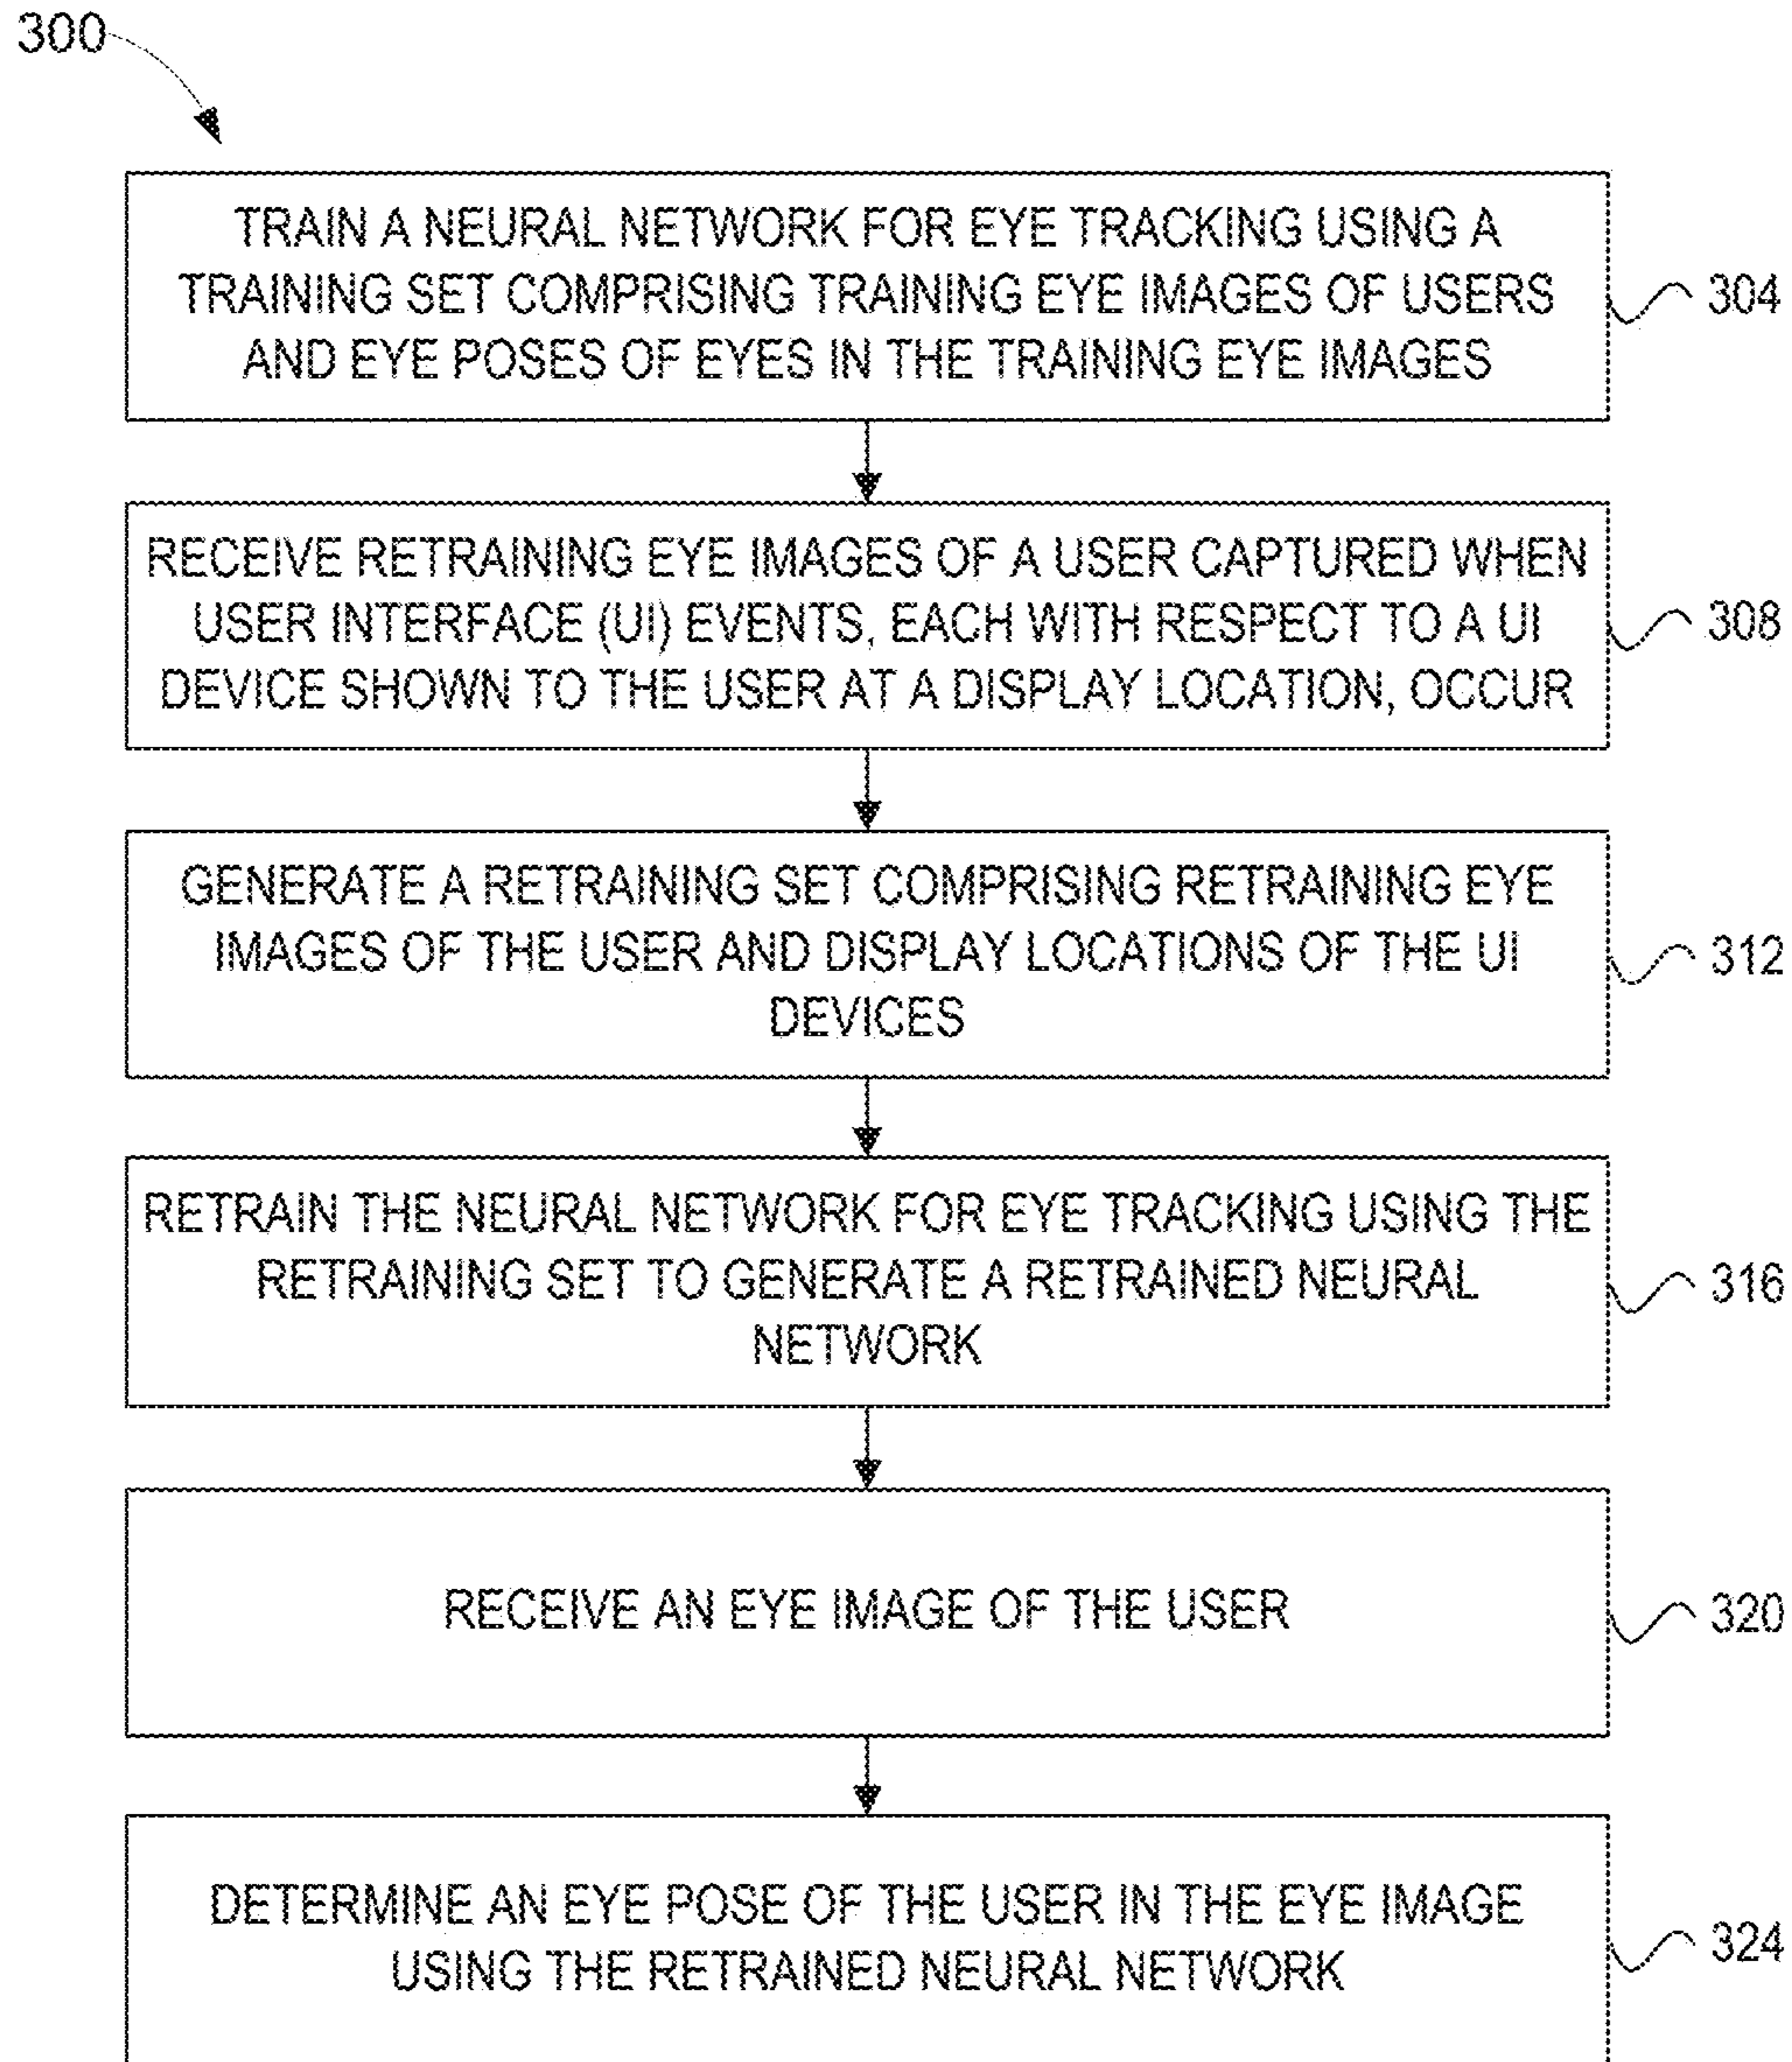 300
TRAIN A NEURAL NETWORK FOR EYE TRACKING USING A
TRAINING SET COMPRISING TRAINING EYE IMAGES OF USERS
AND EYE POSES OF EYES IN THE TRAINING EYE IMAGES
304
RECEIVE RETRAINING EYE IMAGES OF A USER CAPTURED WHEN
USER INTERFACE (UI) EVENTS, EACH WITH RESPECT TO A UI
DEVICE SHOWN TO THE USER AT A DISPLAY LOCATION, OCCUR
308
GENERATE A RETRAINING SET COMPRISING RETRAINING EYE
IMAGES OF THE USER AND DISPLAY LOCATIONS OF THE UI
DEVICES
312
RETRAIN THE NEURAL NETWORK FOR EYE TRACKING USING THE
RETRAINING SET TO GENERATE A RETRAINED NEURAL
NETWORK
316
RECEIVE AN EYE IMAGE OF THE USER
320
DETERMINE AN EYE POSE OF THE USER IN THE EYE IMAGE
USING THE RETRAINED NEURAL NETWORK
324